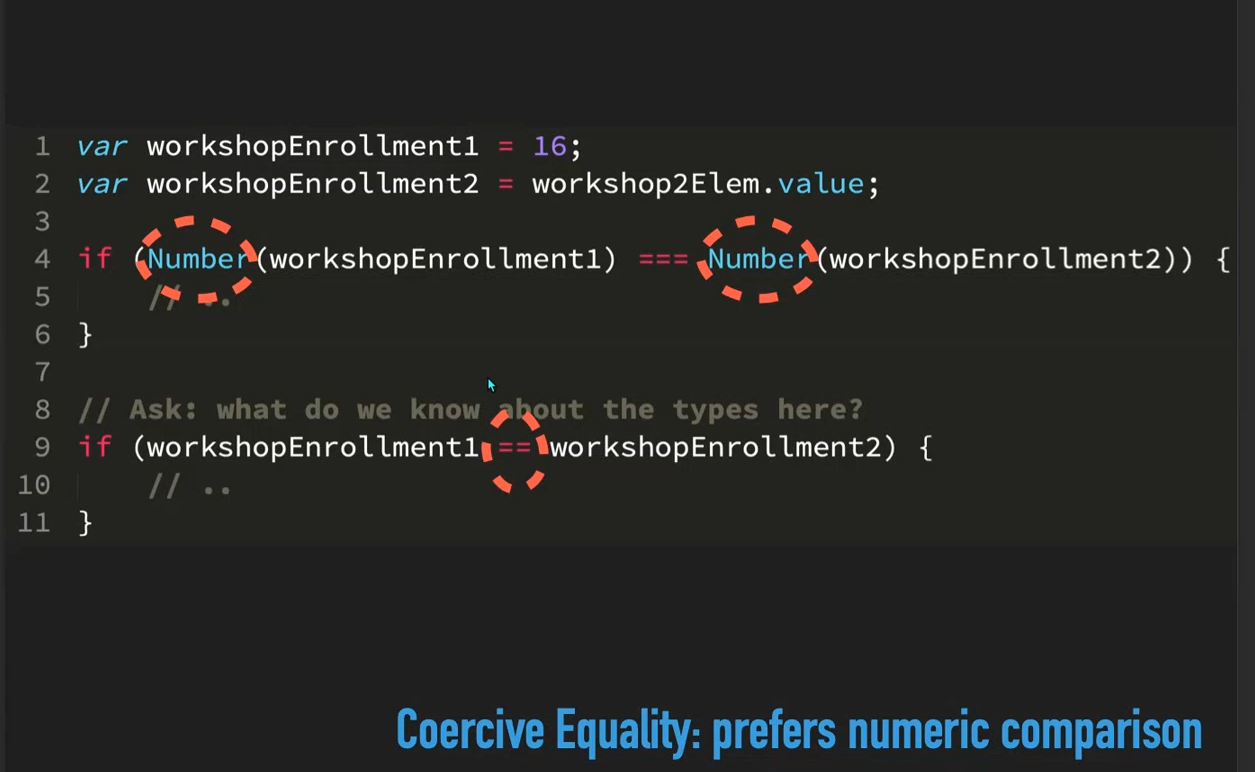 1 var workshopEnrollment1 = 16;
2 var workshopEnrollment2 = workshop2Elem.value;
3
4 if (Number(workshopEnrollment1) === Number(workshopEnrollment2)) {
5 // ..
6 }
7
8 // Ask: what do we know about the types here?
9 if (workshopEnrollment1 == workshopEnrollment2) {
10 // ..
11 }
Coercive Equality: prefers numeric comparison